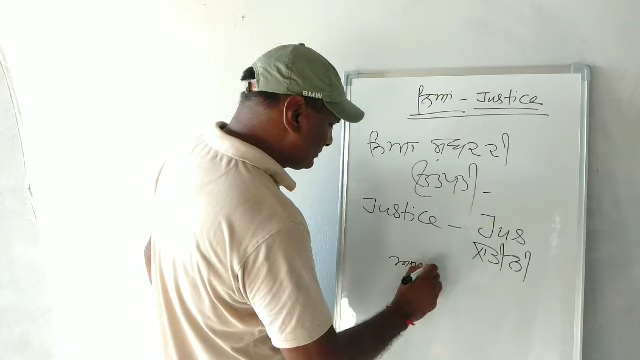 BMW
ਨਿਆਂ - Justice
ਨਿਆਂ ਸ਼ਬਦ ਦੀ
ਉਤਪਤੀ -
Justice - Jus
ਲਾਤੀਨੀ